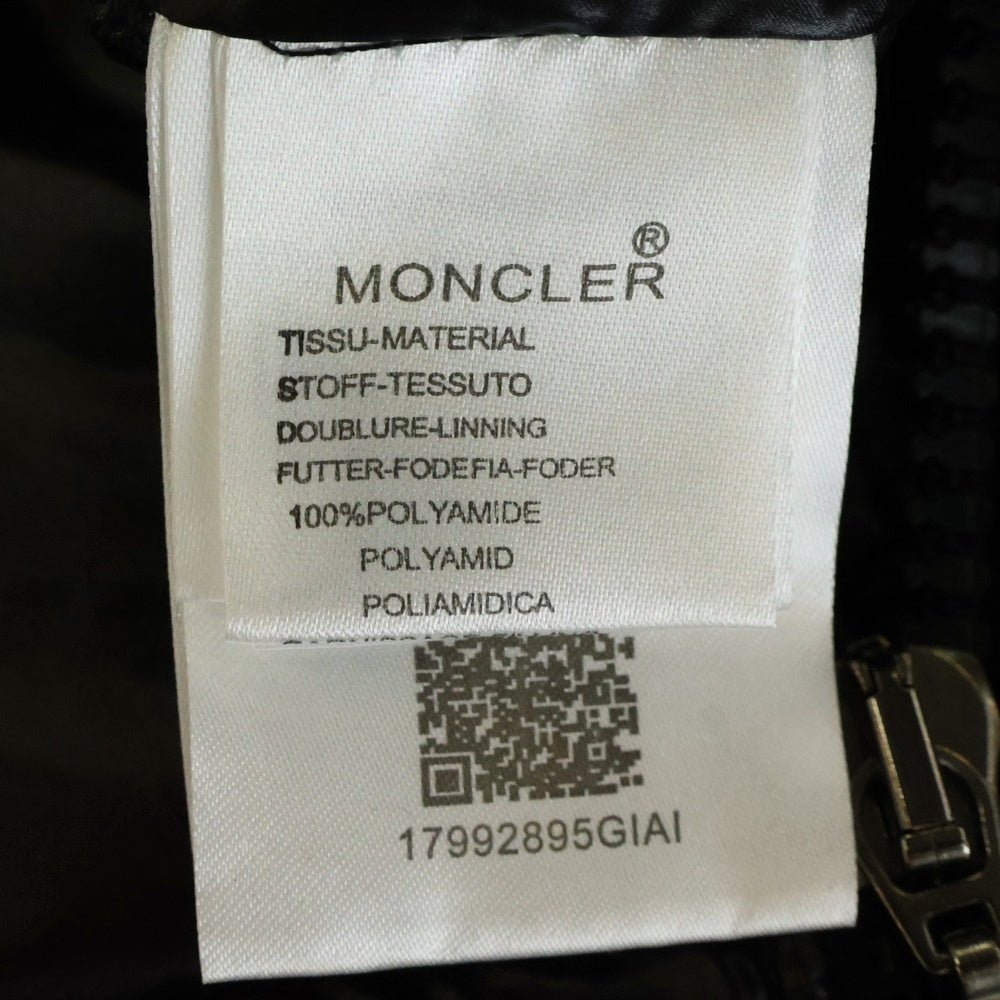 MONCLER®
TISSU-MATERIAL
STOFF-TESSUTO
DOUBLURE-LINNING
FUTTER-FODEFIA-FODER
100%POLYAMIDE
POLYAMID
POLIAMIDICA
17992895GIAI